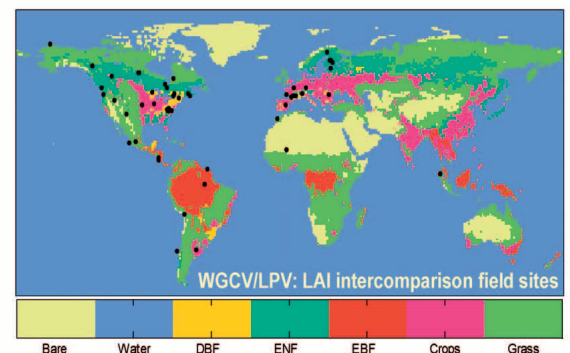 WGCV/LPV: LAI intercomparison field sites
Bare Water DBF ENF EBF Crops Grass